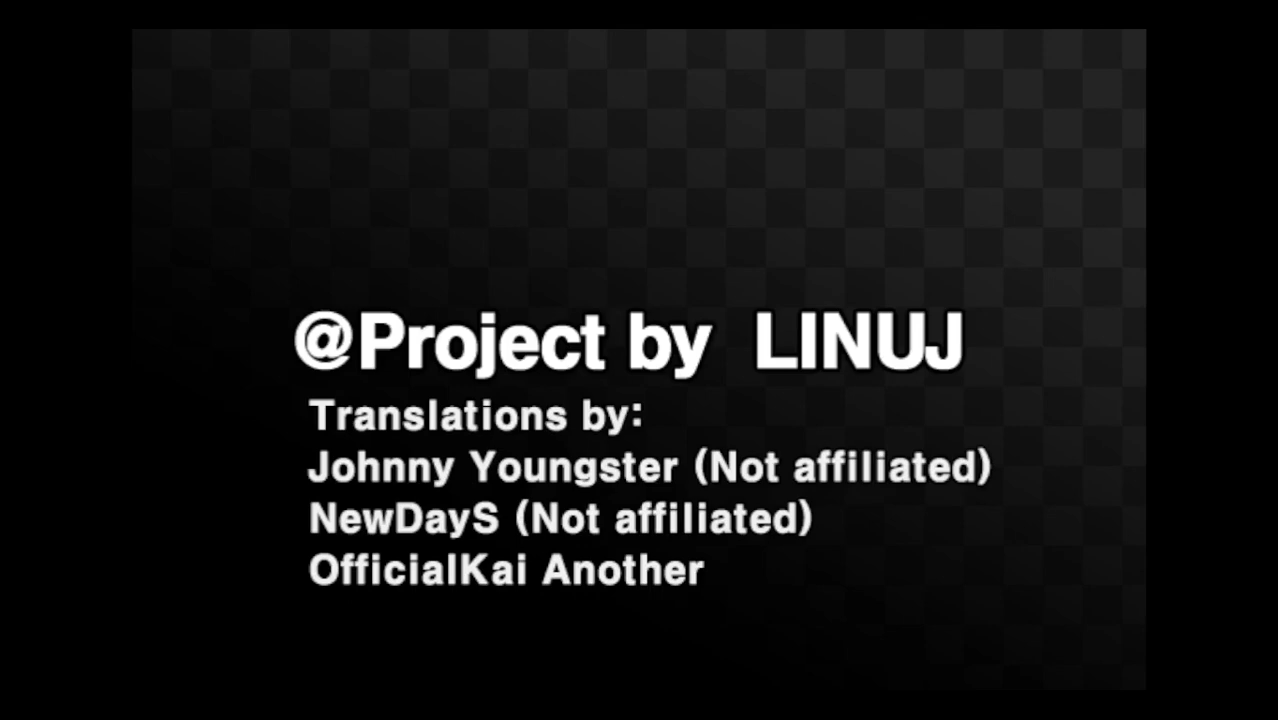 @Project by LINUJ
Translations by:
Johnny Youngster (Not affiliated)
NewDayS (Not affiliated)
OfficialKai Another